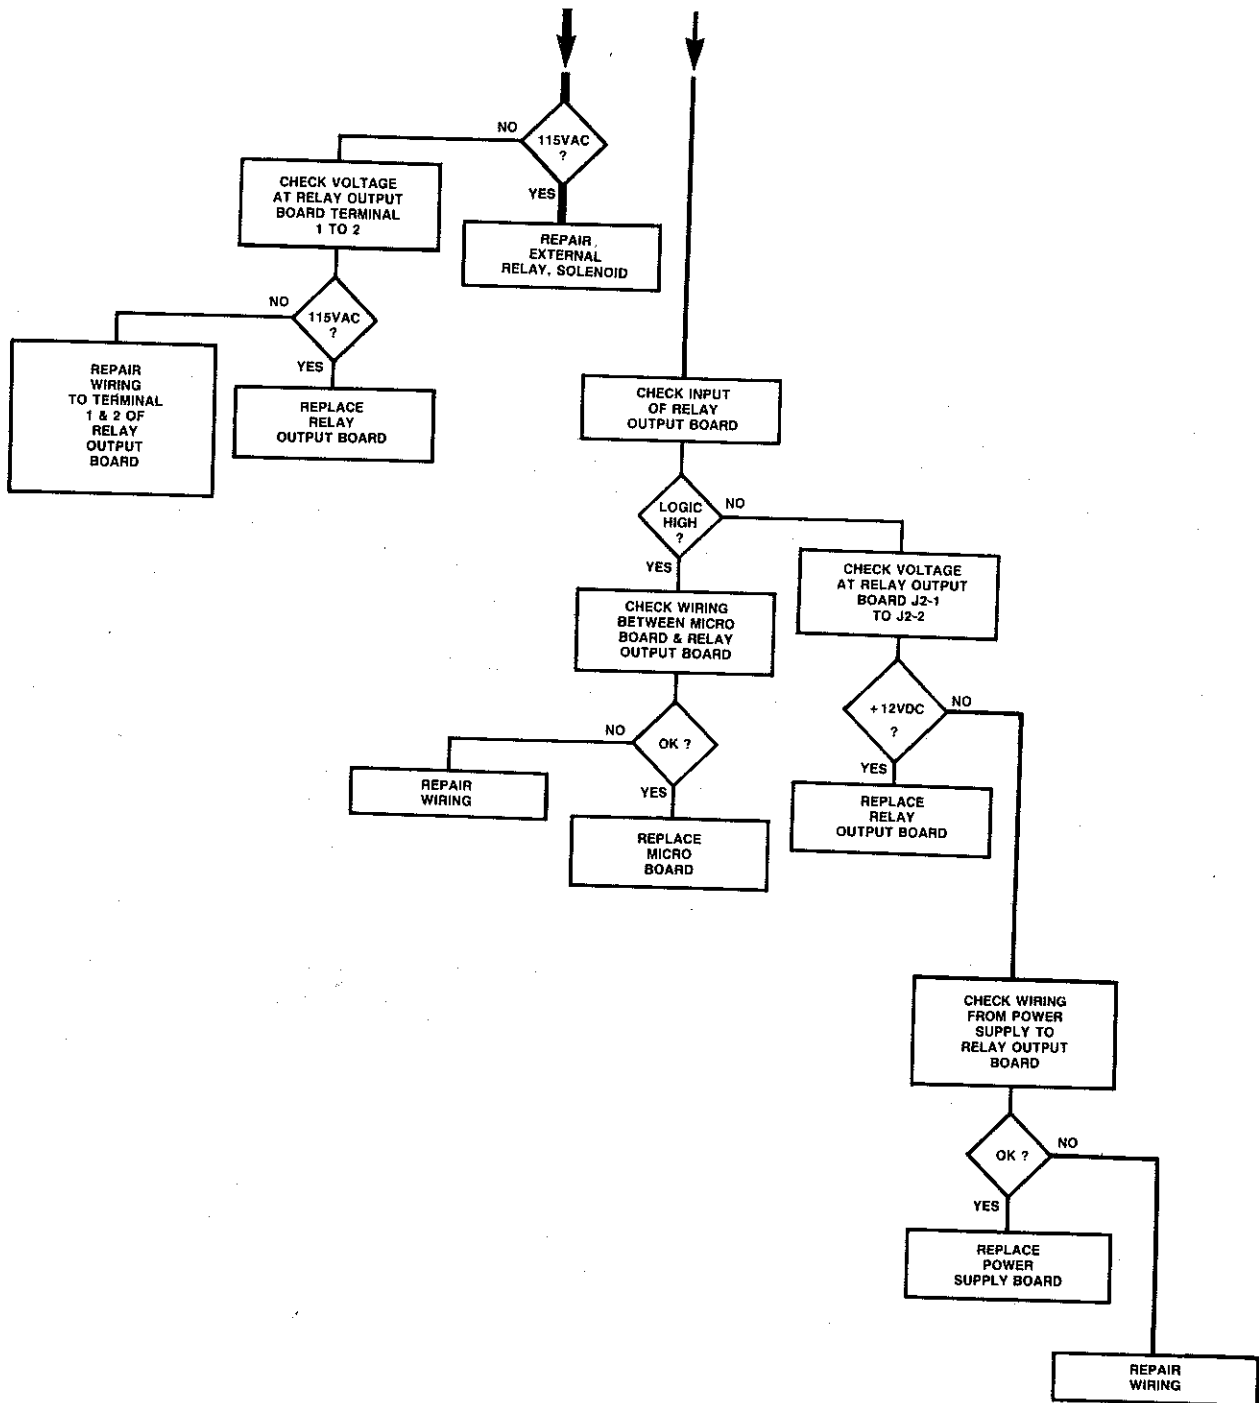 115VAC
?
NO
YES
CHECK VOLTAGE
AT RELAY OUTPUT
BOARD TERMINAL
1 TO 2
REPAIR
EXTERNAL
RELAY, SOLENOID
115VAC
?
NO
YES
REPAIR
WIRING
TO TERMINAL
1 & 2 OF
RELAY
OUTPUT
BOARD
REPLACE
RELAY
OUTPUT BOARD
CHECK INPUT
OF RELAY
OUTPUT BOARD
LOGIC
HIGH
?
NO
YES
CHECK WIRING
BETWEEN MICRO
BOARD & RELAY
OUTPUT BOARD
CHECK VOLTAGE
AT RELAY OUTPUT
BOARD J2-1
TO J2-2
OK ?
NO
YES
REPAIR
WIRING
REPLACE
MICRO
BOARD
+12VDC
?
NO
YES
REPLACE
RELAY
OUTPUT BOARD
CHECK WIRING
FROM POWER
SUPPLY TO
RELAY OUTPUT
BOARD
OK ?
NO
YES
REPLACE
POWER
SUPPLY BOARD
REPAIR
WIRING